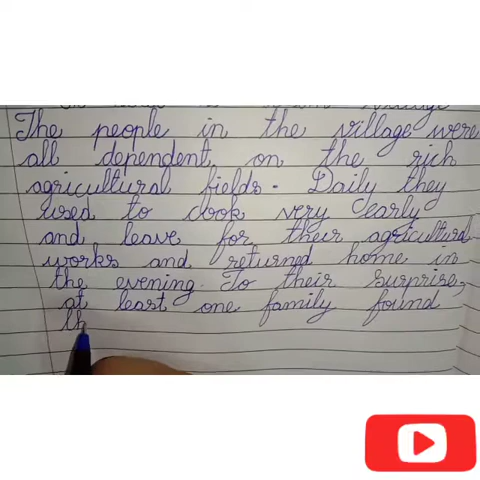 The people in the village were
all dependent, on the rich
agricultural fields. Daily they
used to cook very early
and leave for their agricultural
works and returned home in
the evening. To their surprise,
at least one family found
th